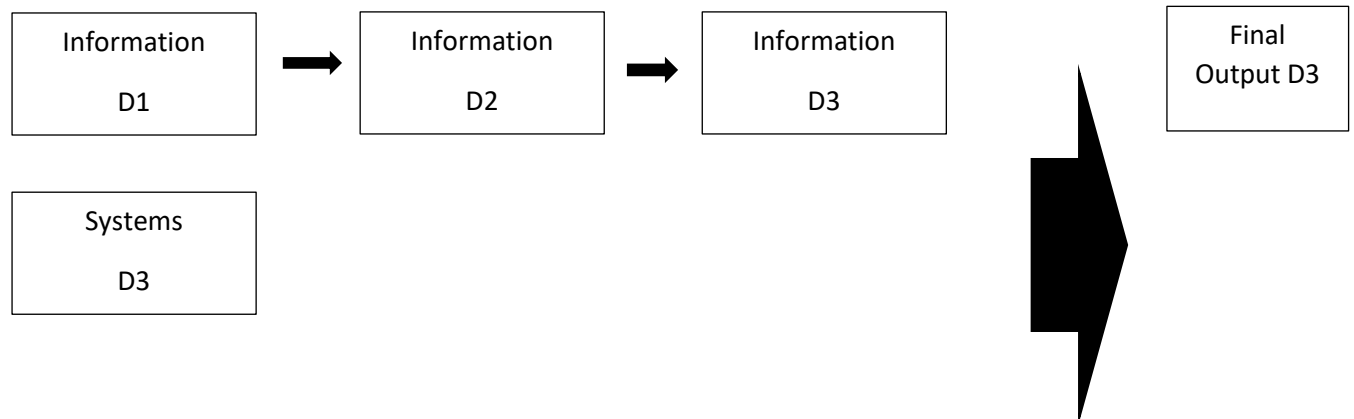 Information
D1
Information
D2
Information
D3
Final
Output D3
Systems
D3